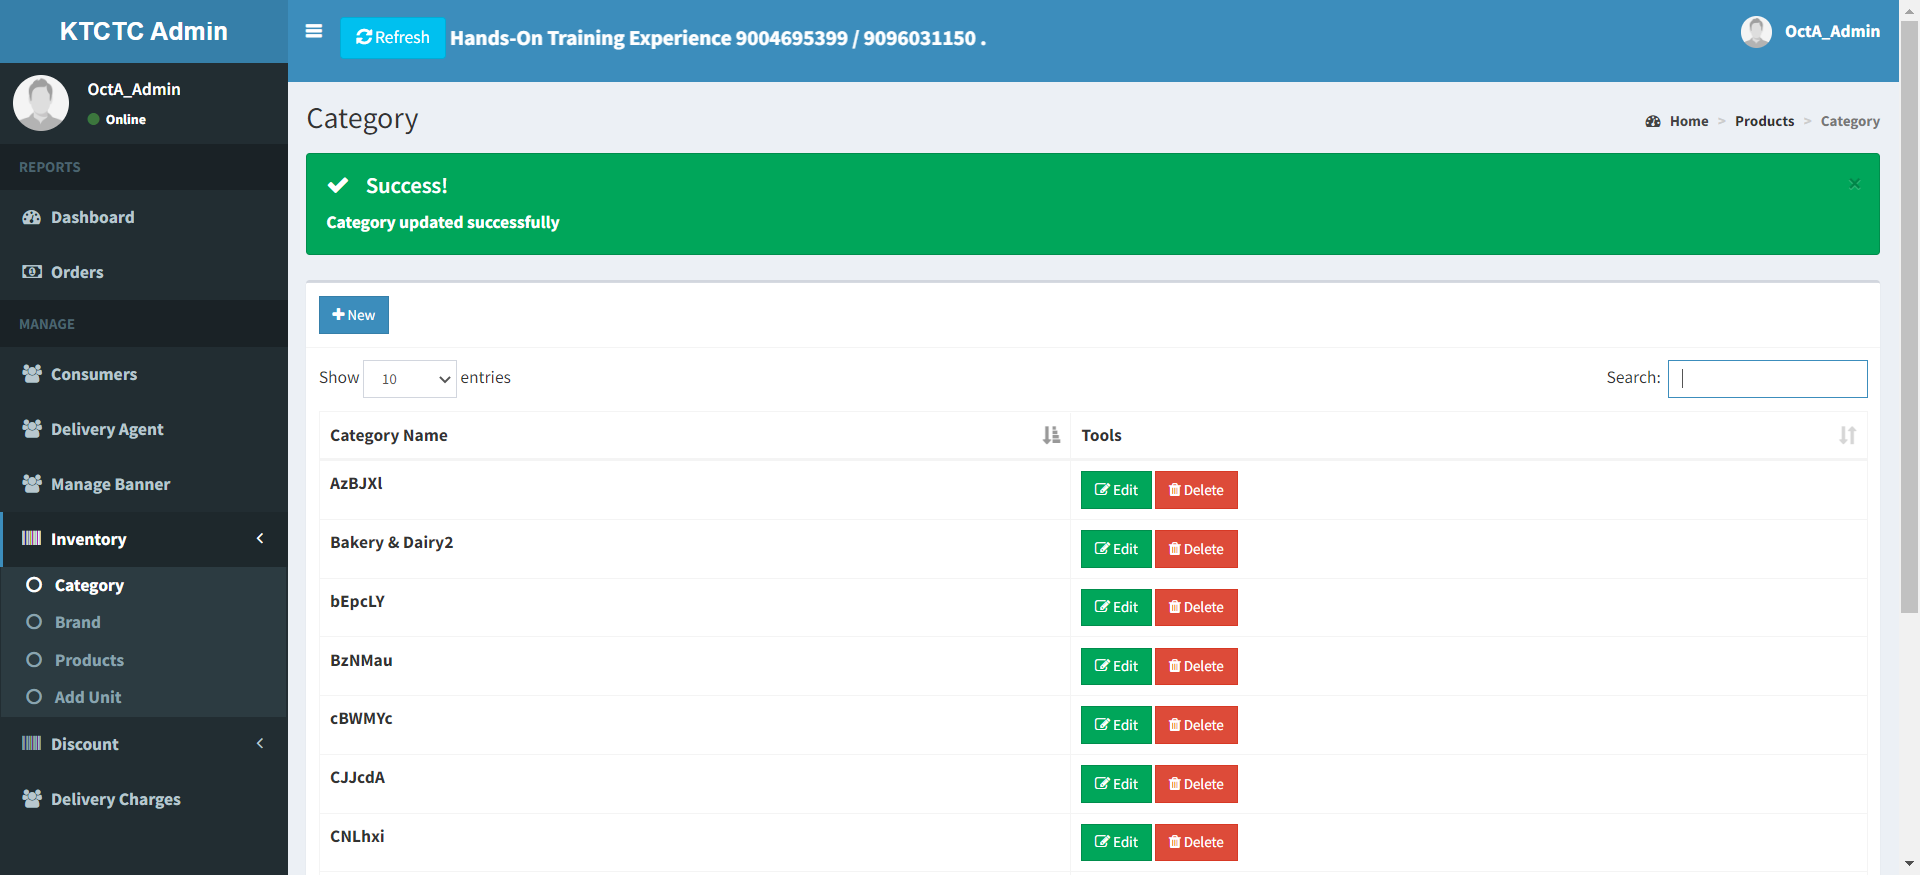 KTCTC Admin
Refresh
Hands-On Training Experience 9004695399 / 9096031150 .
OctA_Admin
OctA_Admin
Online
REPORTS
Dashboard
Orders
MANAGE
Consumers
Delivery Agent
Manage Banner
Inventory
Category
Brand
Products
Add Unit
Discount
Delivery Charges
Category
Home > Products > Category
Success!
×
Category updated successfully
New
Show 10 entries
Search:
Category Name Tools
AzBJXl Edit Delete
Bakery & Dairy2 Edit Delete
bEpcLY Edit Delete
BzNMau Edit Delete
cBWMYc Edit Delete
CJJcdA Edit Delete
CNLhxi Edit Delete